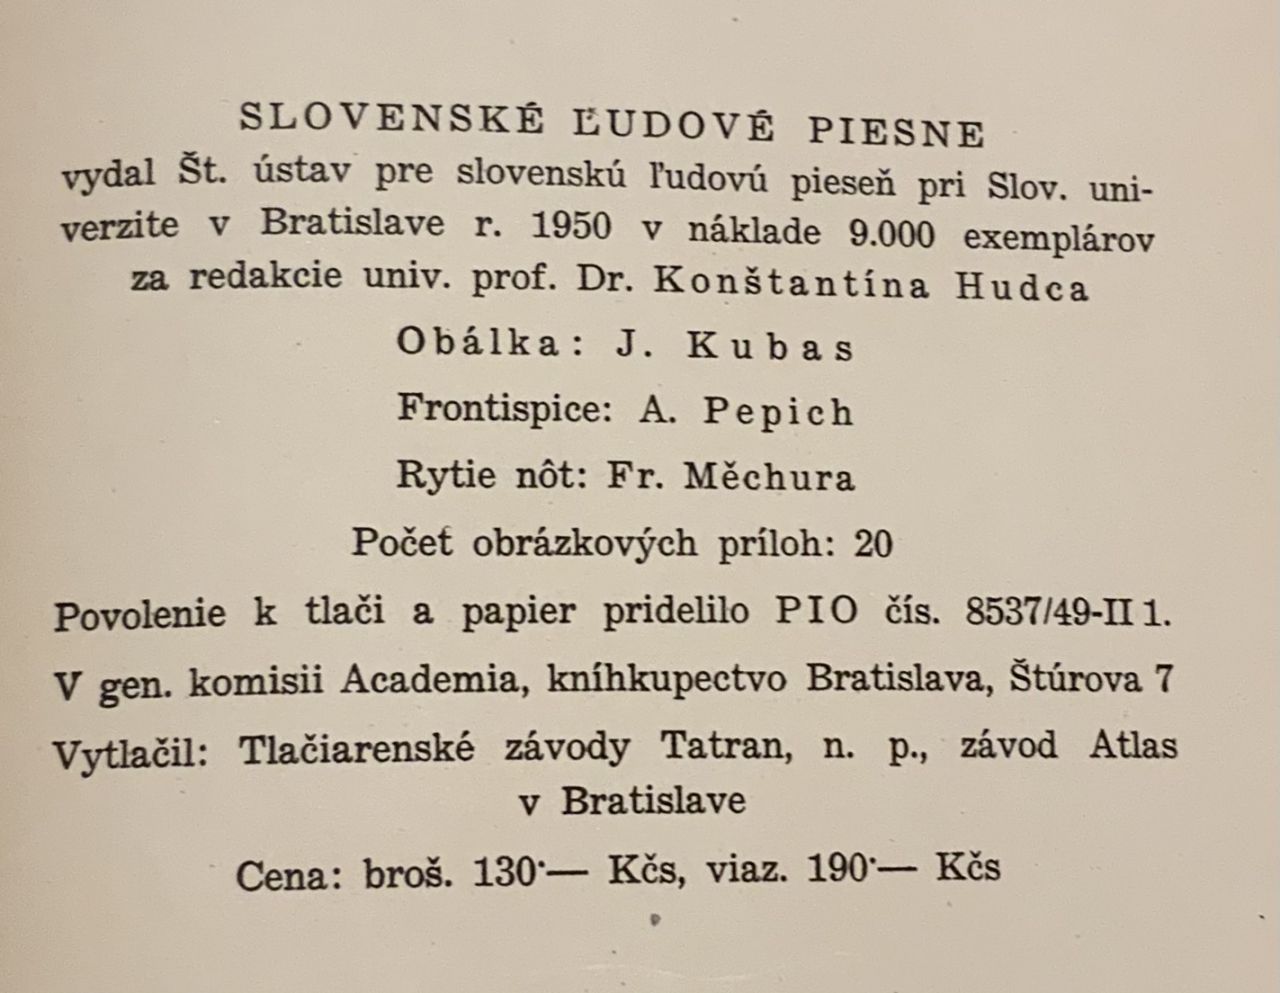 SLOVENSKÉ ĽUDOVÉ PIESNE
vydal Št. ústav pre slovenskú ľudovú pieseň pri Slov. uni-
verzite v Bratislave r. 1950 v náklade 9.000 exemplárov
za redakcie univ. prof. Dr. Konštantína Hudca
Obálka: J. Kubas
Frontispice: A. Pepich
Rytie nôt: Fr. Měchura
Počet obrázkových príloh: 20
Povolenie k tlači a papier pridelilo PIO čís. 8537/49-II 1.
V gen. komisii Academia, kníhkupectvo Bratislava, Štúrova 7
Vytlačil: Tlačiarenské závody Tatran, n. p., závod Atlas
v Bratislave
Cena: broš. 130·— Kčs, viaz. 190·— Kčs